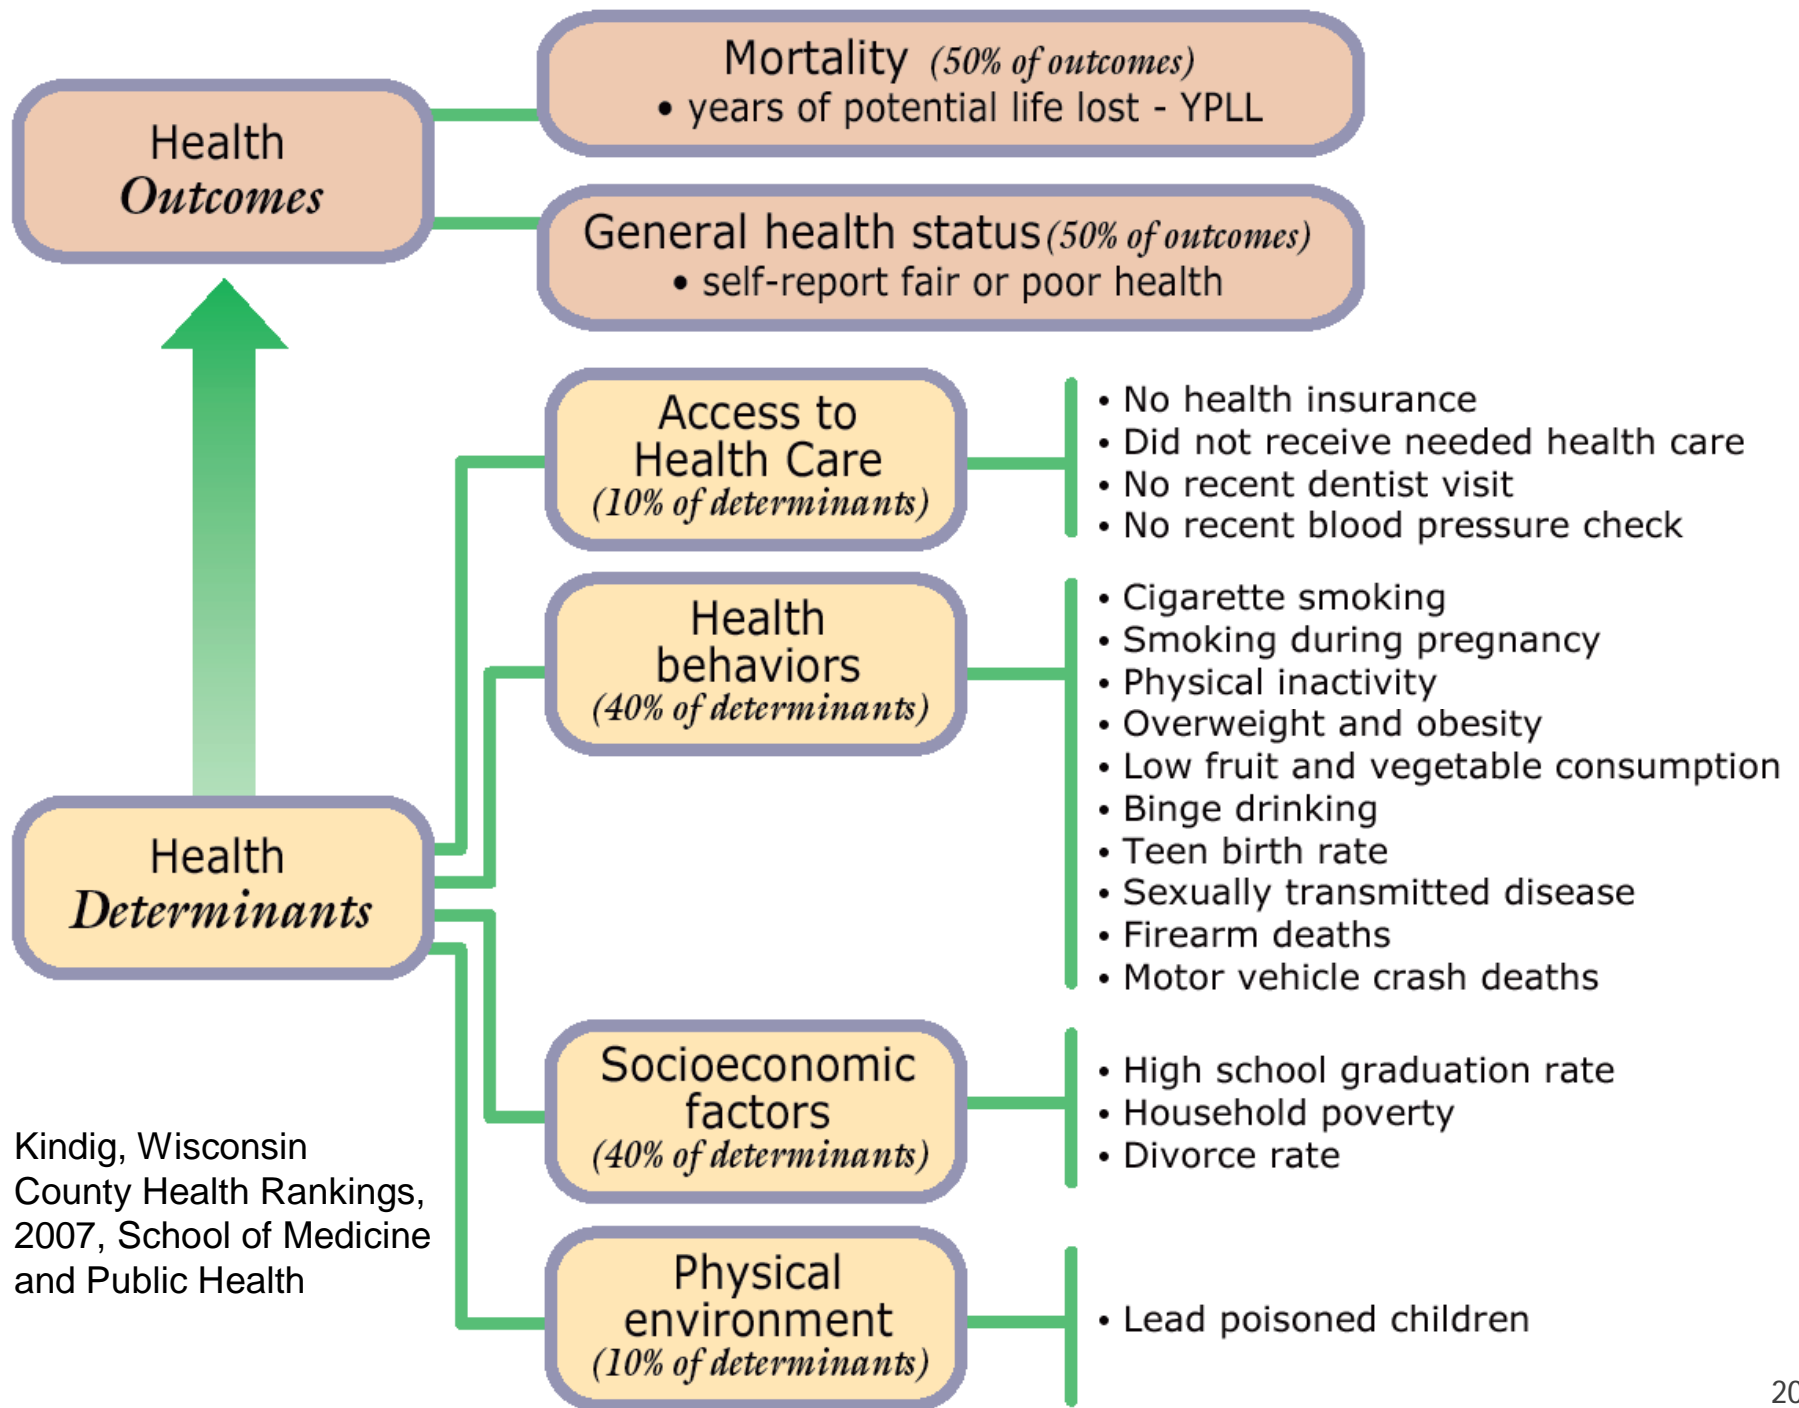 Health
Outcomes
Mortality (50% of outcomes)
• years of potential life lost - YPLL
General health status (50% of outcomes)
• self-report fair or poor health
Health
Determinants
Access to
Health Care
(10% of determinants)
• No health insurance
• Did not receive needed health care
• No recent dentist visit
• No recent blood pressure check
Health
behaviors
(40% of determinants)
• Cigarette smoking
• Smoking during pregnancy
• Physical inactivity
• Overweight and obesity
• Low fruit and vegetable consumption
• Binge drinking
• Teen birth rate
• Sexually transmitted disease
• Firearm deaths
• Motor vehicle crash deaths
Socioeconomic
factors
(40% of determinants)
• High school graduation rate
• Household poverty
• Divorce rate
Physical
environment
(10% of determinants)
• Lead poisoned children
Kindig, Wisconsin
County Health Rankings,
2007, School of Medicine
and Public Health
20